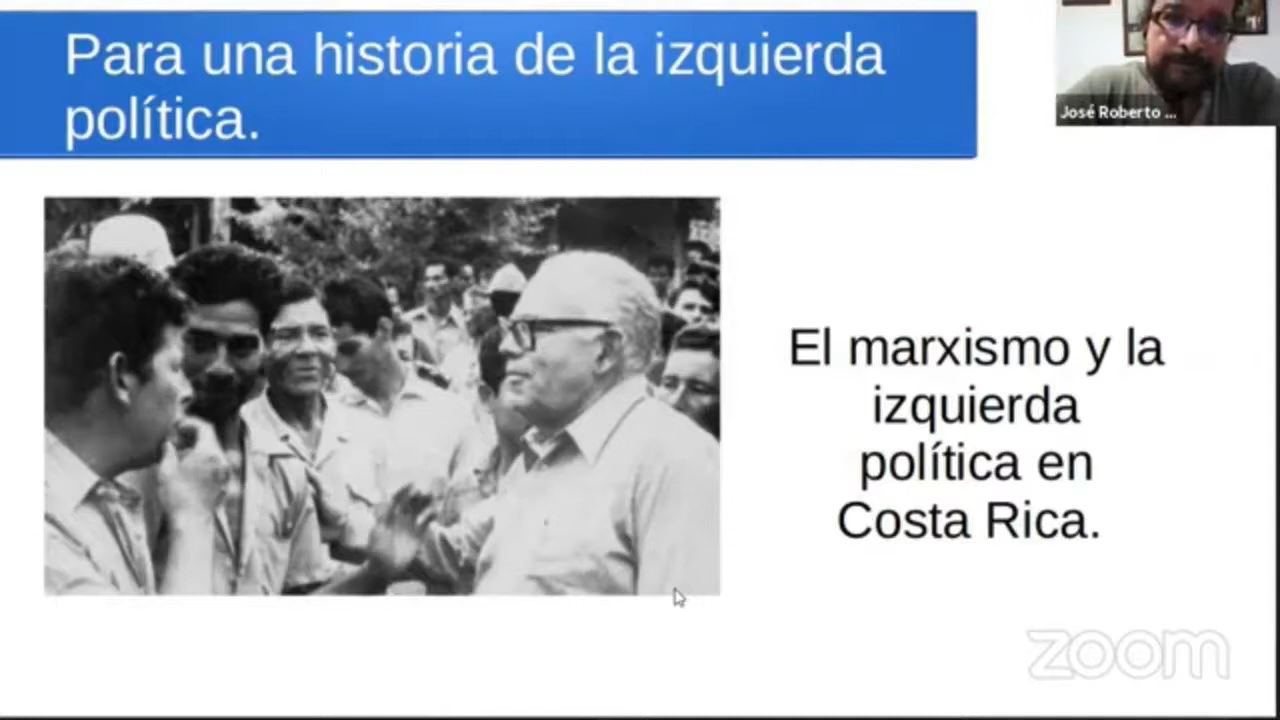 Para una historia de la izquierda
política.
José Roberto ...
El marxismo y la
izquierda
política en
Costa Rica.
zoom